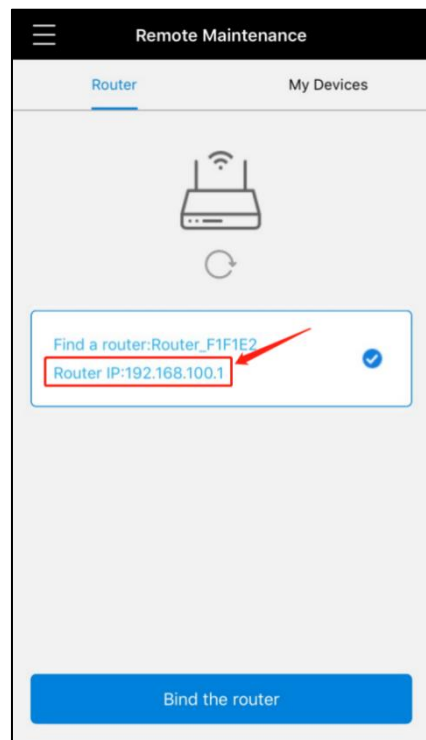 Remote Maintenance
Router My Devices
Find a router:Router_F1F1E2
Router IP:192.168.100.1
Bind the router